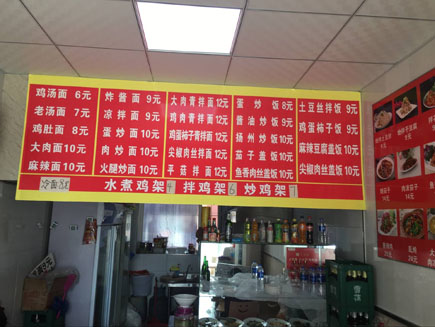 鸡汤面 6元
老汤面 7元
鸡肚面 8元
大肉面 10元
麻辣面 10元
冷面 8元
炸酱面 9元
凉拌面 9元
蛋炒面 10元
肉炒面 10元
火腿炒面 10元
大肉青拌面 12元
鸡肉青拌面 12元
鸡蛋柿子青拌面 12元
尖椒肉丝拌面 12元
平菇拌面 12元
蛋炒饭 8元
酱油炒饭 9元
扬州炒饭 10元
茄子盖饭 10元
鱼香肉丝盖饭 10元
土豆丝拌饭 9元
鸡蛋柿子饭 9元
麻辣豆腐盖饭 10元
尖椒肉丝盖饭 10元
水煮鸡架 4 拌鸡架 6 炒鸡架